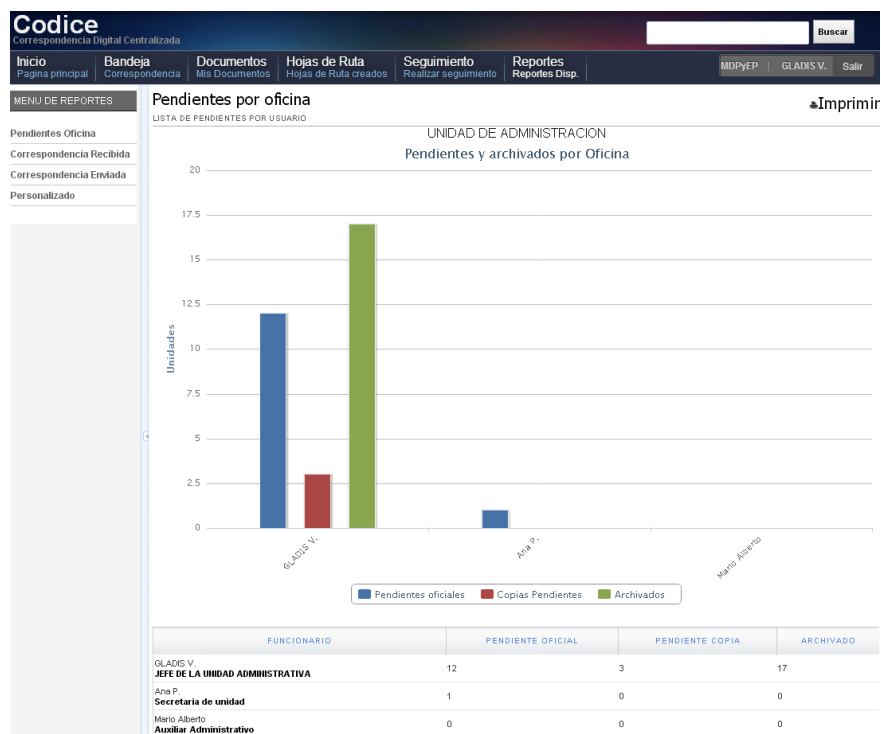 Codice
Correspondencia Digital Centralizada
Buscar
Inicio
Pagina principal
Bandeja
Correspondencia
Documentos
Mis Documentos
Hojas de Ruta
Hojas de Ruta creados
Seguimiento
Realizar seguimiento
Reportes
Reportes Disp.
MDPyEP | GLADIS V. Salir
MENU DE REPORTES
Pendientes Oficina
Correspondencia Recibida
Correspondencia Enviada
Personalizado
Pendientes por oficina
LISTA DE PENDIENTES POR USUARIO
Imprimir
UNIDAD DE ADMINISTRACION
Pendientes y archivados por Oficina
Unidades
20
17.5
15
12.5
10
7.5
5
2.5
0
GLADIS V.
Ana P.
Mario Alberto
Pendientes oficiales
Copias Pendientes
Archivados
FUNCIONARIO PENDIENTE OFICIAL PENDIENTE COPIA ARCHIVADO
GLADIS V.
JEFE DE LA UNIDAD ADMINISTRATIVA
12 3 17
Ana P.
Secretaria de unidad
1 0 0
Mario Alberto
Auxiliar Administrativo
0 0 0